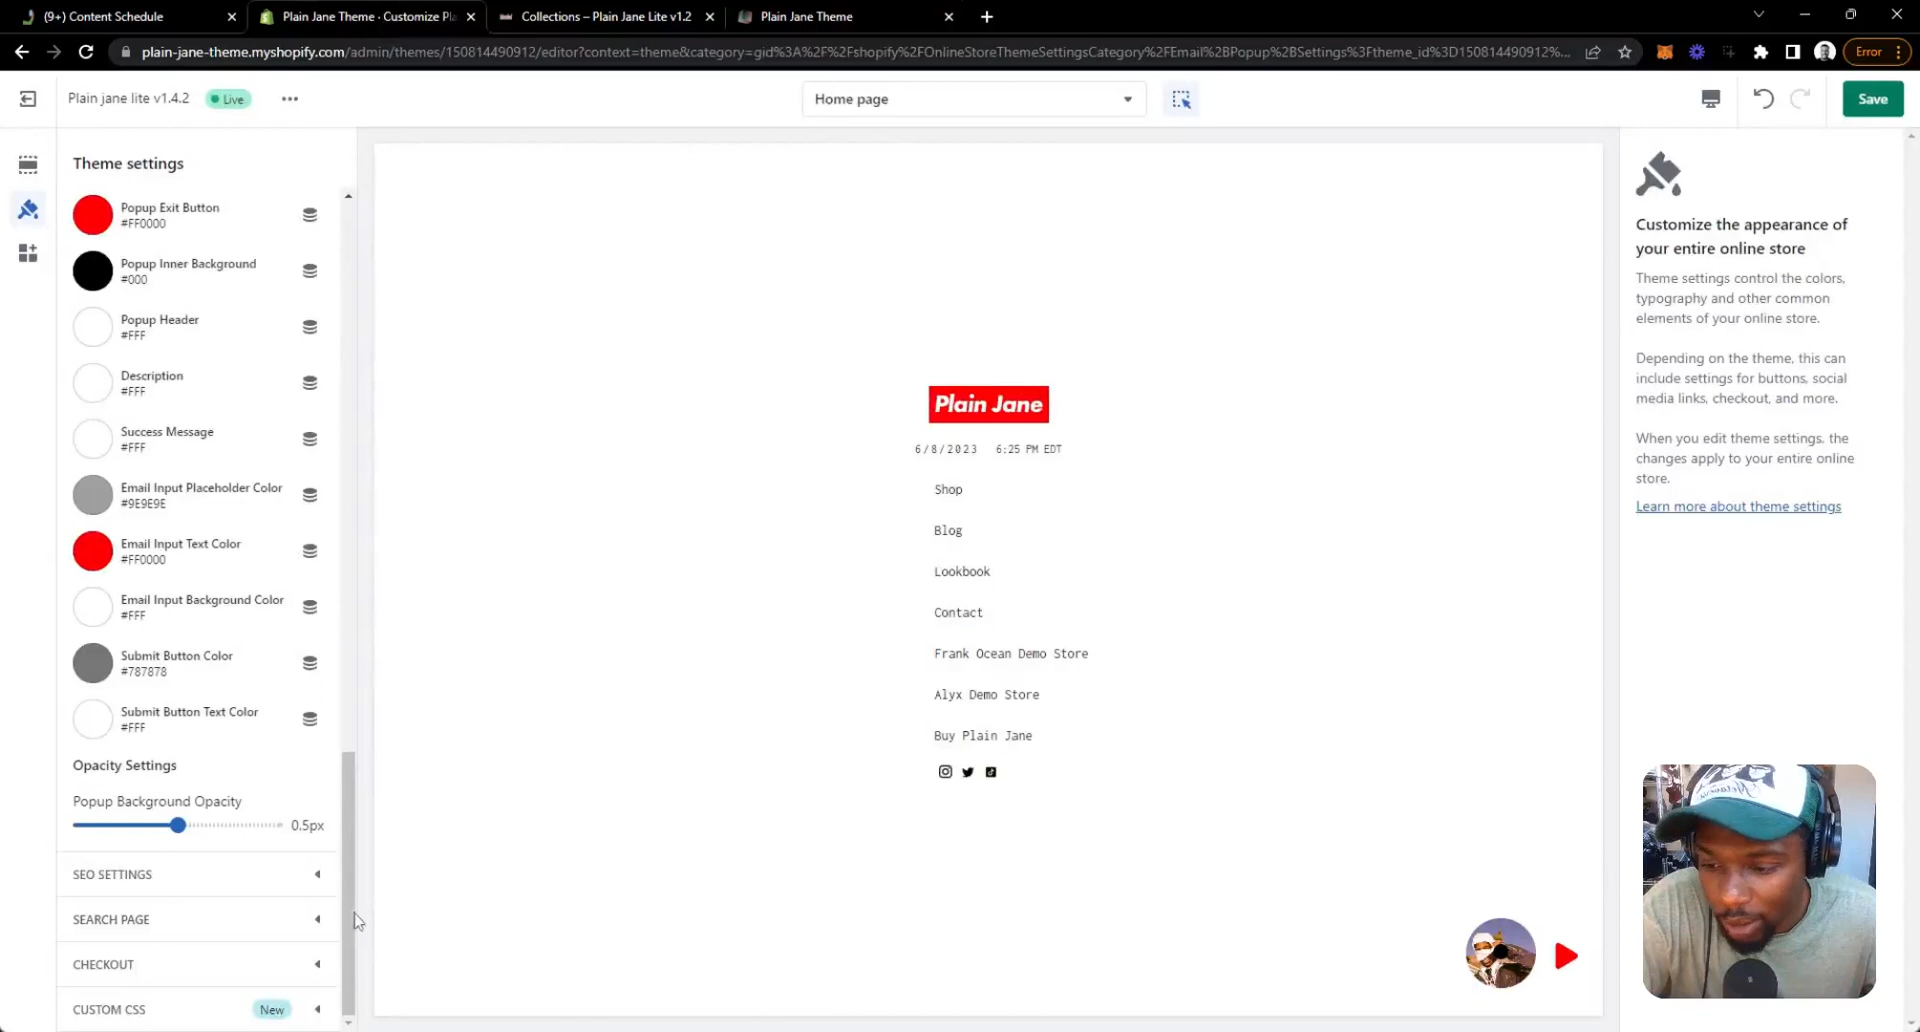 (9+) Content Schedule
Plain Jane Theme · Customize Pl
Collections – Plain Jane Lite v1.2
Plain Jane Theme
plain-jane-theme.myshopify.com/admin/themes/150814490912/editor?context=theme&category=gid%3A%2F%2Fshopify%2FOnlineStoreThemeSettingsCategory%2FEmail%2BPopup%2BSettings%3Ftheme_id%3D150814490912%...
Error
Plain jane lite v1.4.2
Live
Home page
Save
Theme settings
Popup Exit Button
#FF0000
Popup Inner Background
#000
Popup Header
#FFF
Description
#FFF
Success Message
#FFF
Email Input Placeholder Color
#9E9E9E
Email Input Text Color
#FF0000
Email Input Background Color
#FFF
Submit Button Color
#787878
Submit Button Text Color
#FFF
Opacity Settings
Popup Background Opacity
0.5px
SEO SETTINGS
SEARCH PAGE
CHECKOUT
CUSTOM CSS
New
Plain Jane
6/8/2023 6:25 PM EDT
Shop
Blog
Lookbook
Contact
Frank Ocean Demo Store
Alyx Demo Store
Buy Plain Jane
Customize the appearance of
your entire online store
Theme settings control the colors,
typography and other common
elements of your online store.
Depending on the theme, this can
include settings for buttons, social
media links, checkout, and more.
When you edit theme settings, the
changes apply to your entire online
store.
Learn more about theme settings